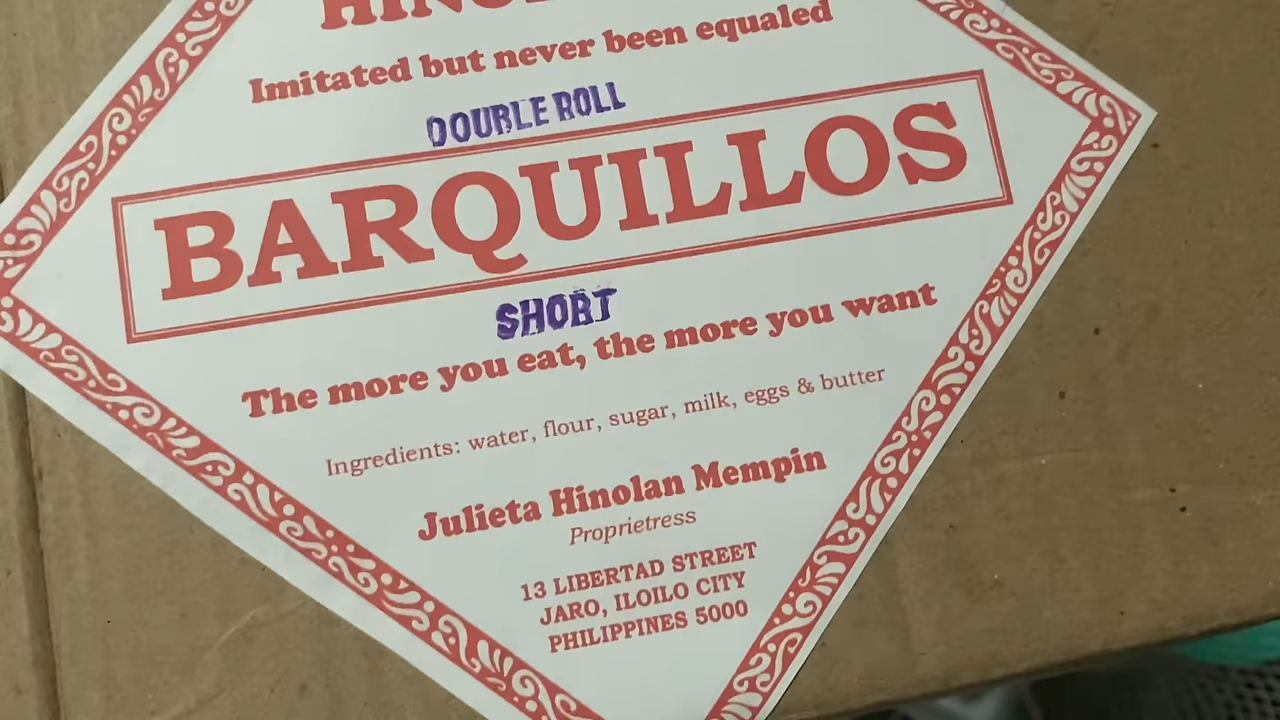 Imitated but never been equaled
DOUBLE ROLL
BARQUILLOS
SHORT
The more you eat, the more you want
Ingredients: water, flour, sugar, milk, eggs & butter
Julieta Hinolan Mempin
Proprietress
13 LIBERTAD STREET
JARO, ILOILO CITY
PHILIPPINES 5000